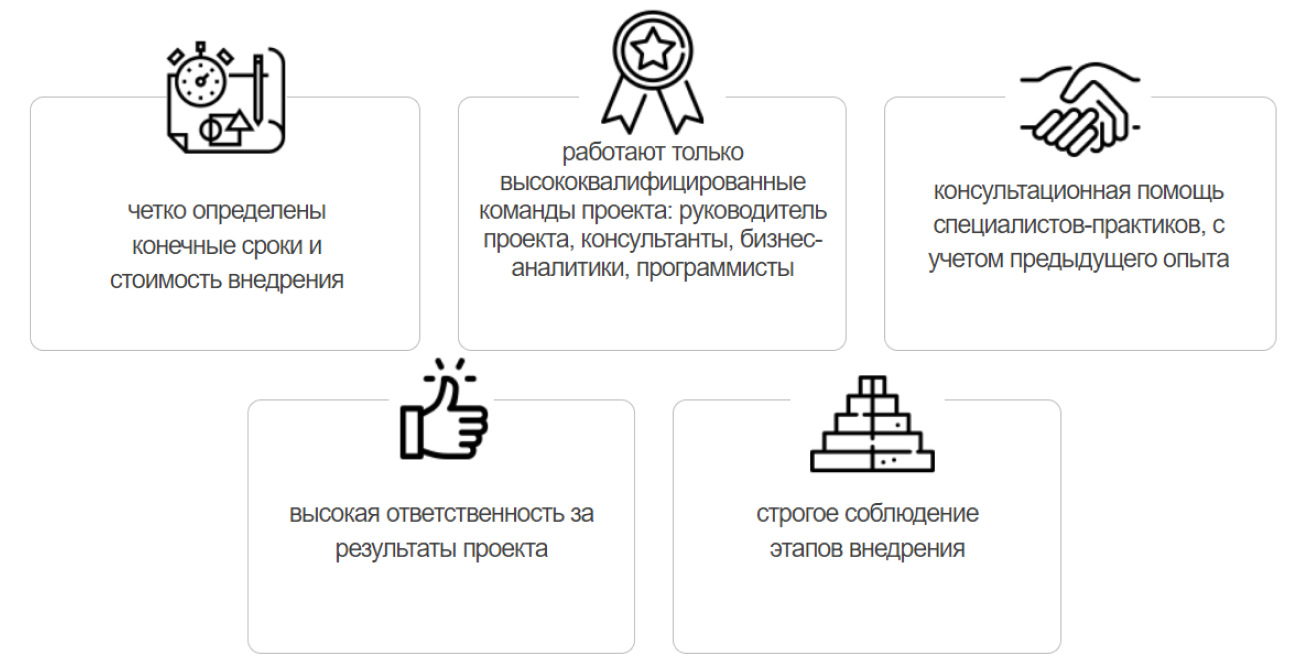 четко определены
конечные сроки и
стоимость внедрения
работают только
высококвалифицированные
команды проекта: руководитель
проекта, консультанты, бизнес-
аналитики, программисты
консультационная помощь
специалистов-практиков, с
учетом предыдущего опыта
высокая ответственность за
результаты проекта
строгое соблюдение
этапов внедрения